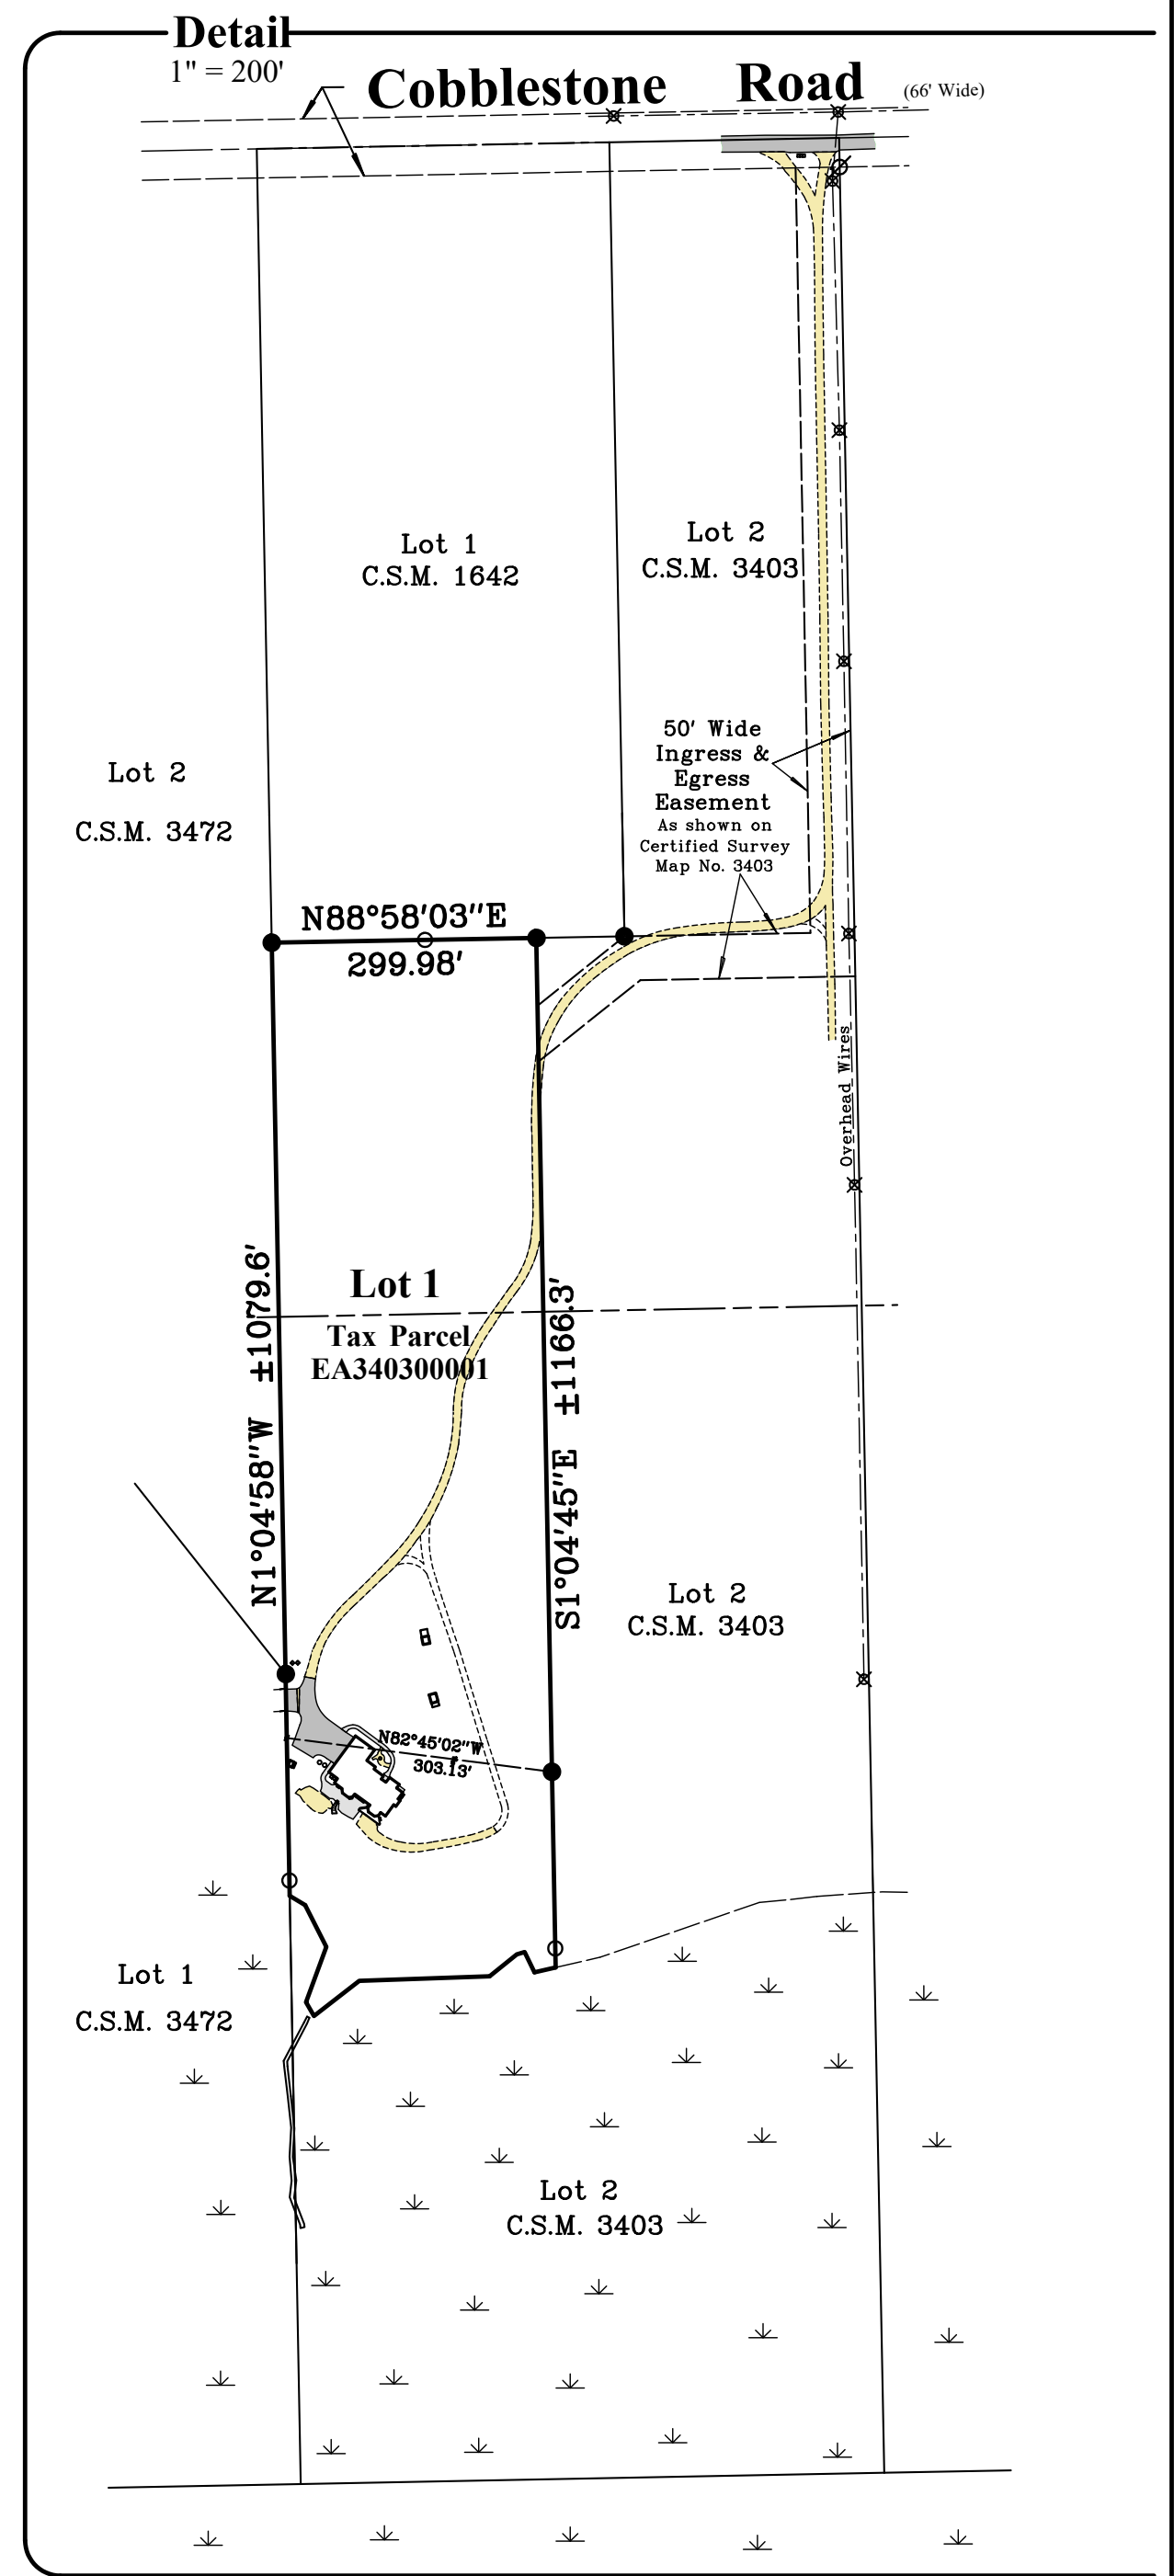 Detail
1" = 200'
Cobblestone Road (66' Wide)
Lot 1
C.S.M. 1642
Lot 2
C.S.M. 3403
50' Wide
Ingress &
Egress
Easement
As shown on
Certified Survey
Map No. 3403
Lot 2
C.S.M. 3472
N88°58'03"E
299.98'
Overhead Wires
N1°04'58"W ±1079.6'
Lot 1
Tax Parcel
EA340300001
S1°04'45"E ±1166.3'
Lot 2
C.S.M. 3403
N82°45'02"W
303.13'
Lot 1
C.S.M. 3472
Lot 2
C.S.M. 3403